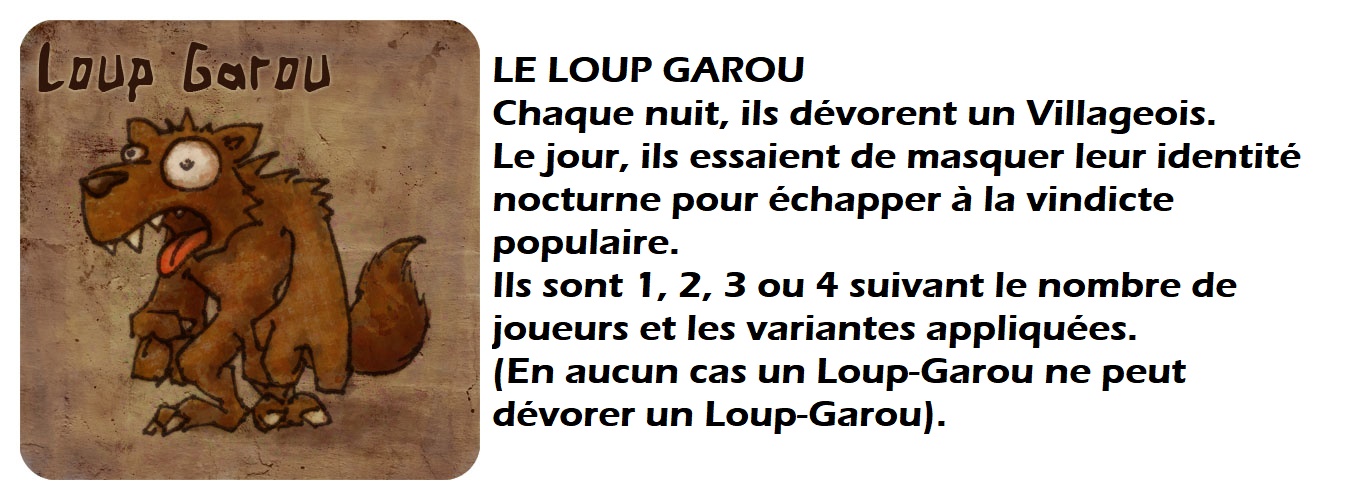 Loup Garou
LE LOUP GAROU
Chaque nuit, ils dévorent un Villageois.
Le jour, ils essaient de masquer leur identité
nocturne pour échapper à la vindicte
populaire.
Ils sont 1, 2, 3 ou 4 suivant le nombre de
joueurs et les variantes appliquées.
(En aucun cas un Loup-Garou ne peut
dévorer un Loup-Garou).